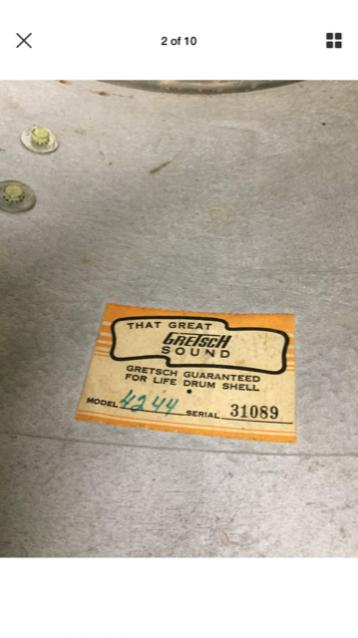 2 of 10
THAT GREAT
GRETSCH
SOUND
GRETSCH GUARANTEED
FOR LIFE DRUM SHELL
MODEL 4244 SERIAL 31089